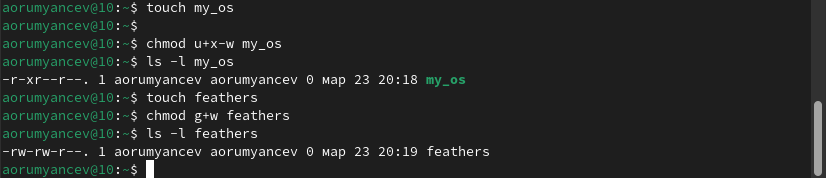 aorumyancev@10:~$ touch my_os
aorumyancev@10:~$
aorumyancev@10:~$ chmod u+x-w my_os
aorumyancev@10:~$ ls -l my_os
-r-xr--r--. 1 aorumyancev aorumyancev 0 мар 23 20:18 my_os
aorumyancev@10:~$ touch feathers
aorumyancev@10:~$ chmod g+w feathers
aorumyancev@10:~$ ls -l feathers
-rw-rw-r--. 1 aorumyancev aorumyancev 0 мар 23 20:19 feathers
aorumyancev@10:~$